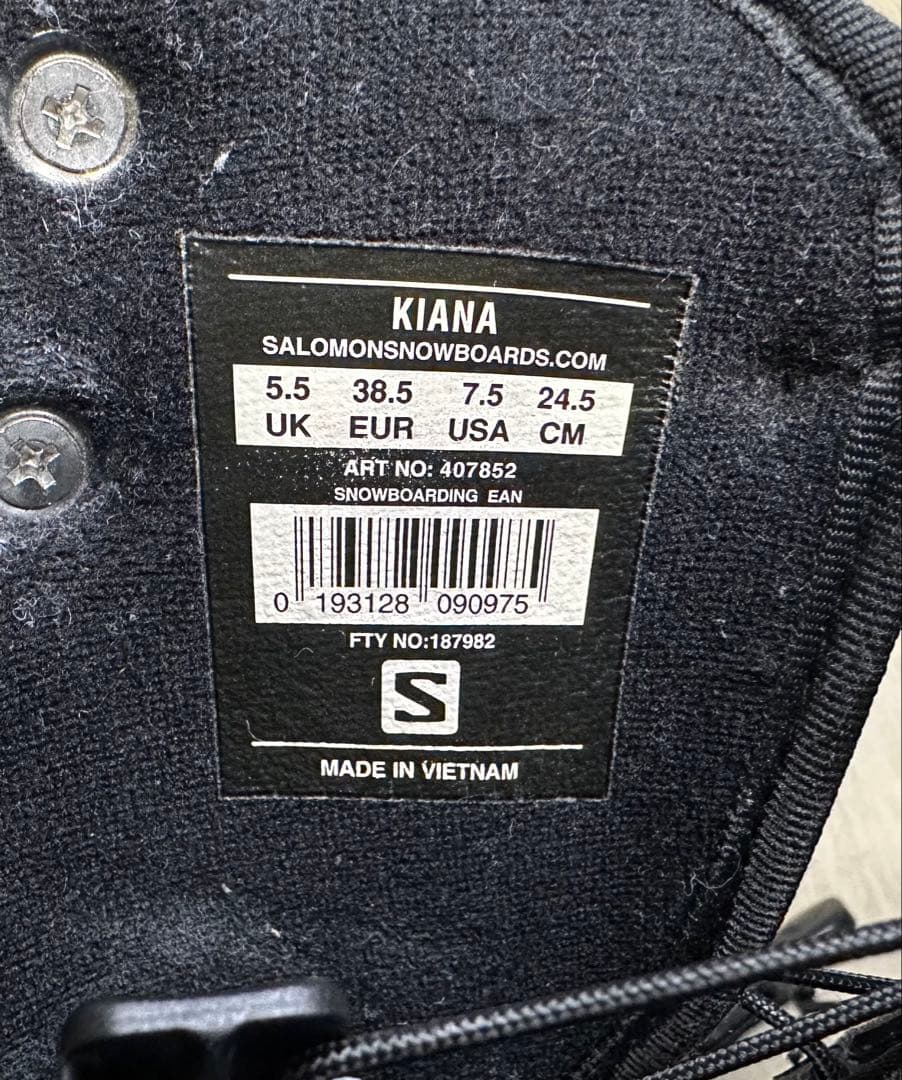 KIANA
SALOMONSNOWBOARDS.COM
5.5 38.5 7.5 24.5
UK EUR USA CM
ART NO: 407852
SNOWBOARDING EAN
0 193128 090975
FTY NO:187982
S
MADE IN VIETNAM